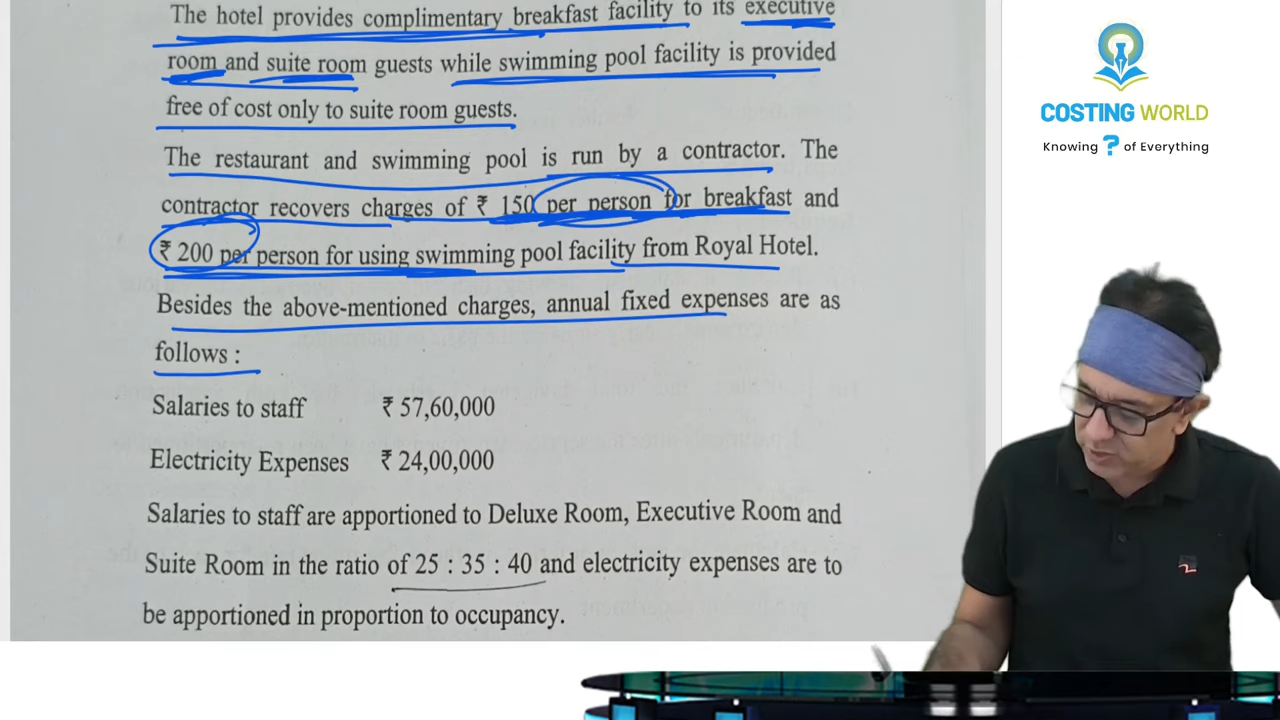 The hotel provides complimentary breakfast facility to its executive
room and suite room guests while swimming pool facility is provided
free of cost only to suite room guests.
The restaurant and swimming pool is run by a contractor. The
contractor recovers charges of ₹ 150 per person for breakfast and
₹ 200 per person for using swimming pool facility from Royal Hotel.
Besides the above-mentioned charges, annual fixed expenses are as
follows :
Salaries to staff ₹ 57,60,000
Electricity Expenses ₹ 24,00,000
Salaries to staff are apportioned to Deluxe Room, Executive Room and
Suite Room in the ratio of 25 : 35 : 40 and electricity expenses are to
be apportioned in proportion to occupancy.
COSTING WORLD
Knowing ? of Everything